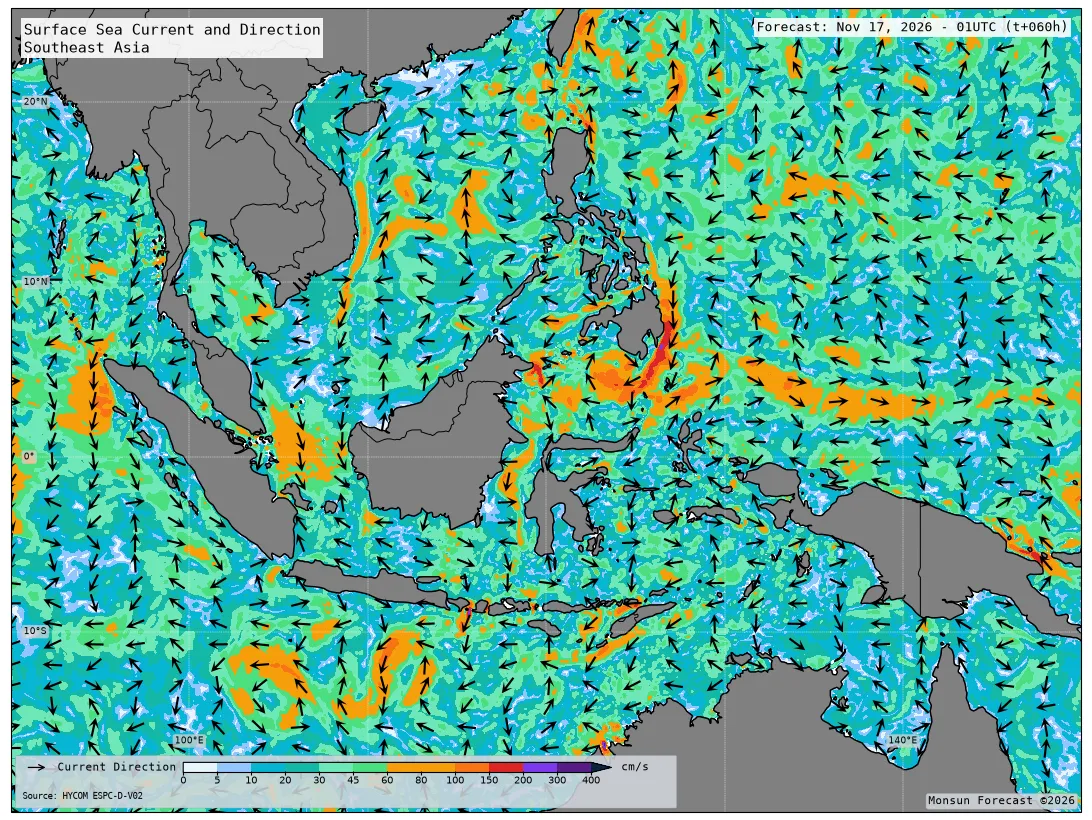 Surface Sea Current and Direction
Southeast Asia
Forecast: Nov 17, 2026 - 01UTC (t+060h)
20°N
10°N
0°
10°S
100°E
140°E
Current Direction
0 5 10 20 30 45 60 80 100 150 200 300 400
cm/s
Source: HYCOM ESPC-D-V02
Monsun Forecast ©2026